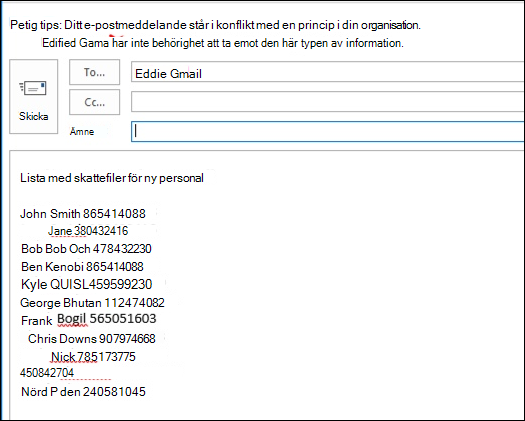 Petig tips: Ditt e-postmeddelande står i konflikt med en princip i din organisation.
Edified Gama har inte behörighet att ta emot den här typen av information.
To... Eddie Gmail
Cc...
Skicka
Ämne
Lista med skattefiler för ny personal
John Smith 865414088
Jane 380432416
Bob Bob Och 478432230
Ben Kenobi 865414088
Kyle QUISL459599230
George Bhutan 112474082
Frank Bogil 565051603
Chris Downs 907974668
Nick 785173775
450842704
Nörd P den 240581045